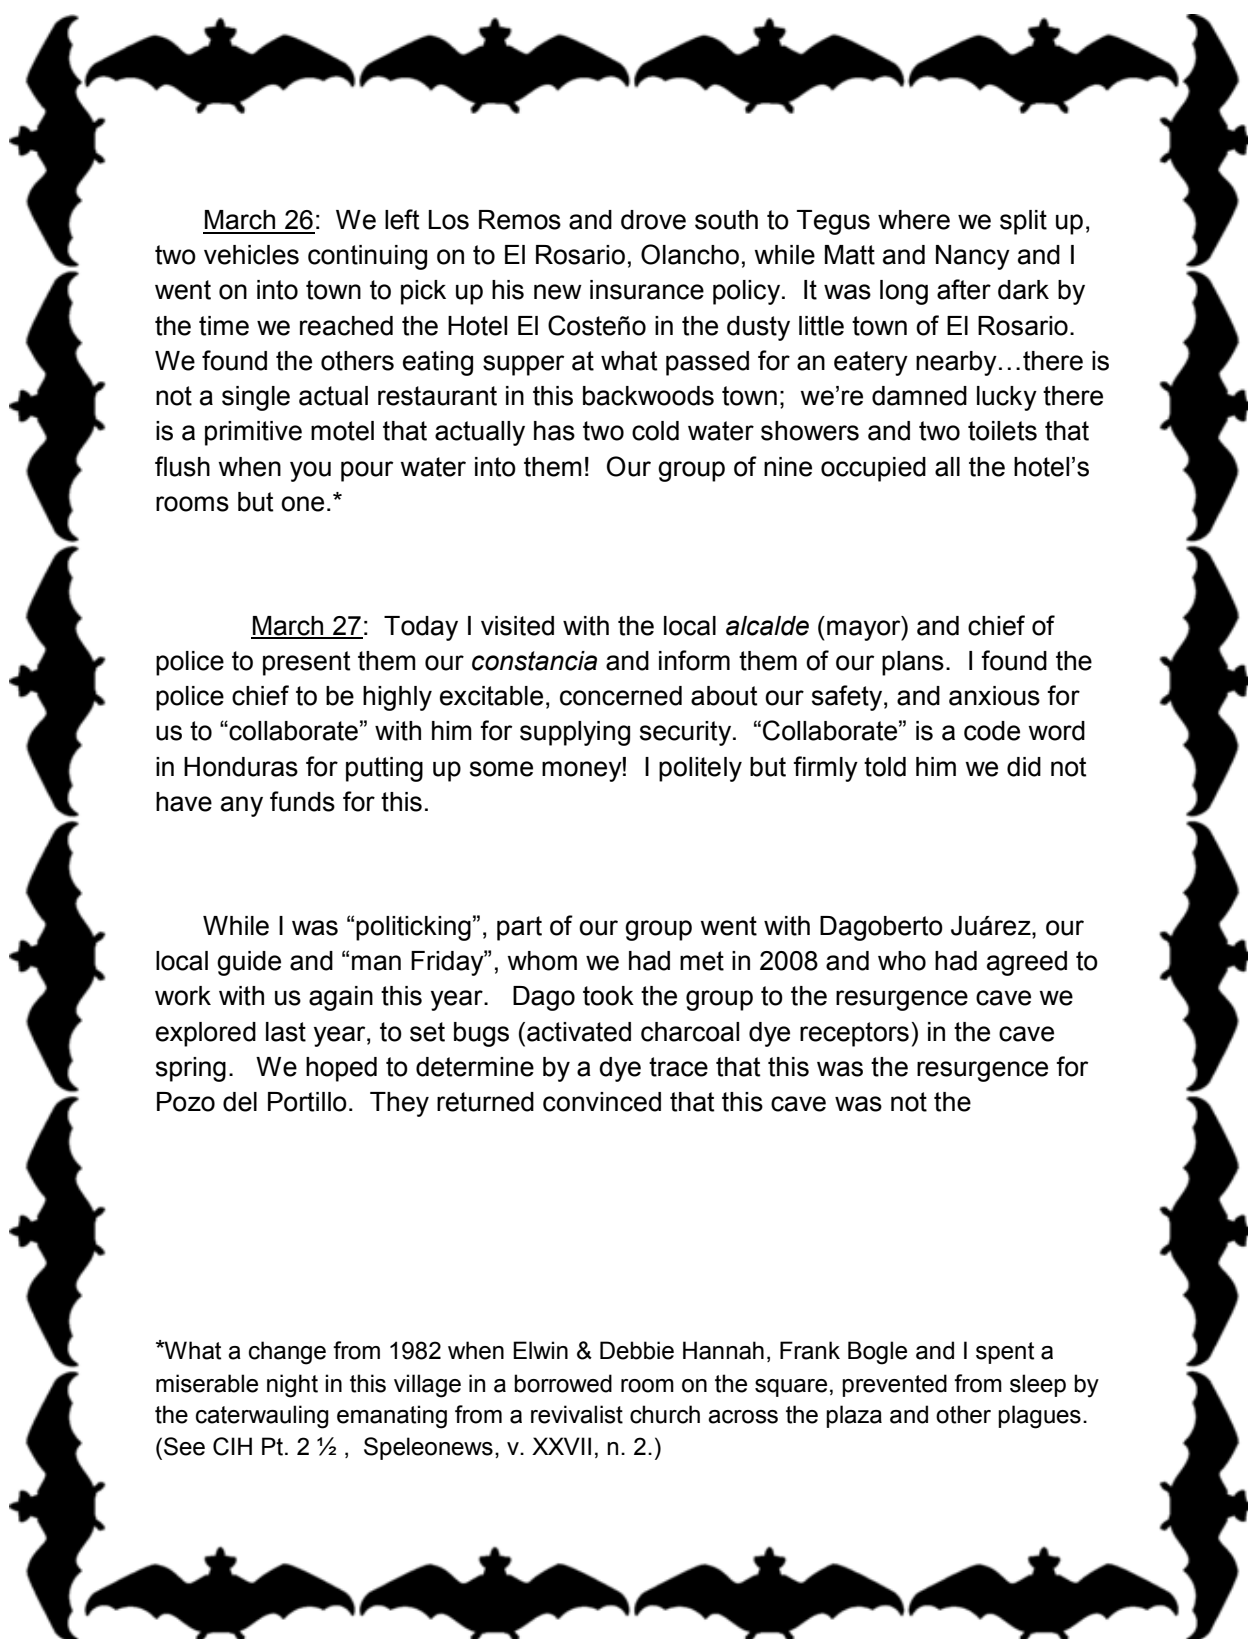 March 26:  We left Los Remos and drove south to Tegus where we split up,
two vehicles continuing on to El Rosario, Olancho, while Matt and Nancy and I
went on into town to pick up his new insurance policy.  It was long after dark by
the time we reached the Hotel El Costeño in the dusty little town of El Rosario.
We found the others eating supper at what passed for an eatery nearby…there is
not a single actual restaurant in this backwoods town;  we’re damned lucky there
is a primitive motel that actually has two cold water showers and two toilets that
flush when you pour water into them!  Our group of nine occupied all the hotel’s
rooms but one.*
March 27:  Today I visited with the local alcalde (mayor) and chief of
police to present them our constancia and inform them of our plans.  I found the
police chief to be highly excitable, concerned about our safety, and anxious for
us to “collaborate” with him for supplying security.  “Collaborate” is a code word
in Honduras for putting up some money!  I politely but firmly told him we did not
have any funds for this.
While I was “politicking”, part of our group went with Dagoberto Juárez, our
local guide and “man Friday”, whom we had met in 2008 and who had agreed to
work with us again this year.   Dago took the group to the resurgence cave we
explored last year, to set bugs (activated charcoal dye receptors) in the cave
spring.   We hoped to determine by a dye trace that this was the resurgence for
Pozo del Portillo.  They returned convinced that this cave was not the
*What a change from 1982 when Elwin & Debbie Hannah, Frank Bogle and I spent a
miserable night in this village in a borrowed room on the square, prevented from sleep by
the caterwauling emanating from a revivalist church across the plaza and other plagues.
(See CIH Pt. 2 ½ ,  Speleonews, v. XXVII, n. 2.)